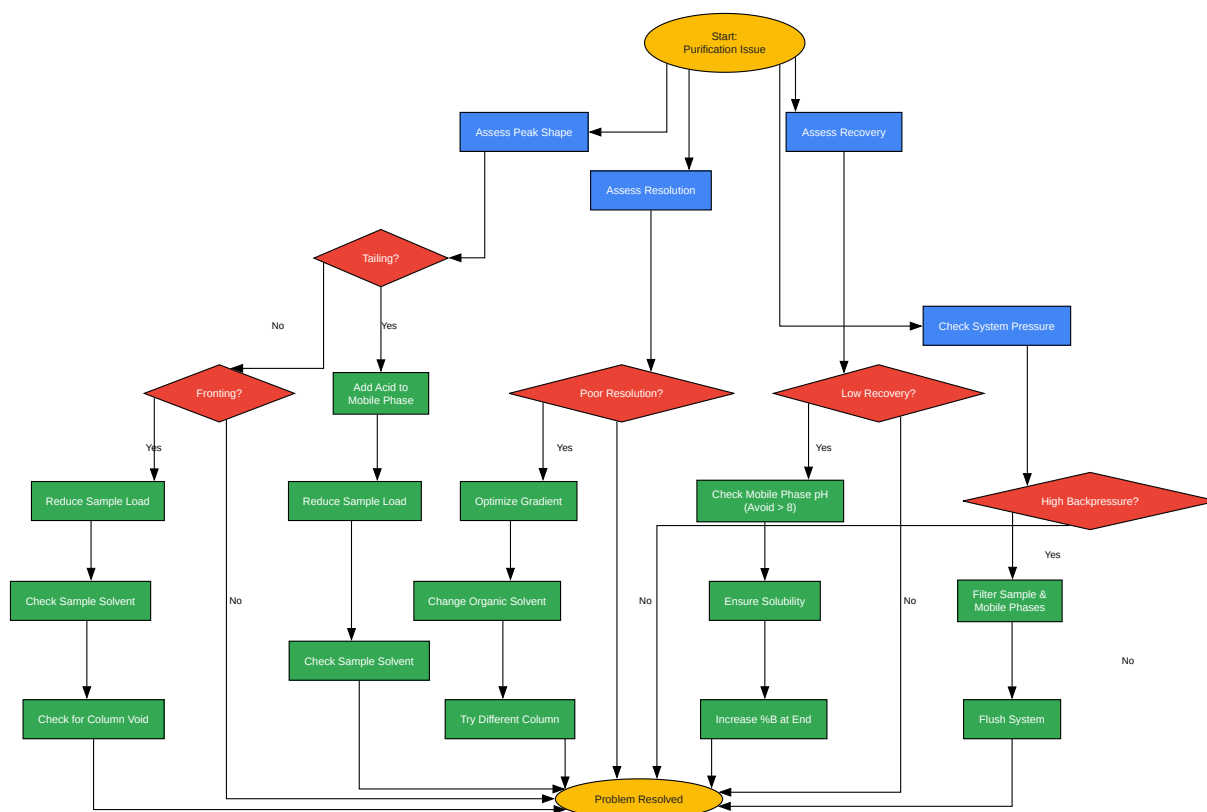 Start:
Purification Issue
Assess Peak Shape
Assess Recovery
Assess Resolution
Tailing?
No
Yes
Check System Pressure
Fronting?
Add Acid to
Mobile Phase
Poor Resolution?
Low Recovery?
Yes
Yes
Yes
Reduce Sample Load
Reduce Sample Load
Optimize Gradient
Check Mobile Phase pH
(Avoid > 8)
High Backpressure?
Yes
Check Sample Solvent
Change Organic Solvent
Ensure Solubility
Filter Sample &
Mobile Phases
No
No
No
Check Sample Solvent
No
Check for Column Void
Try Different Column
Increase %B at End
Flush System
Problem Resolved